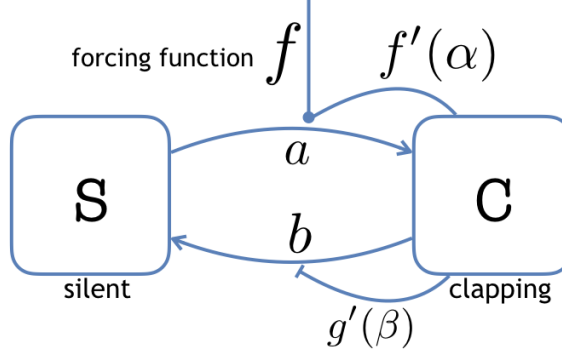 forcing function f
f′(α)
a
S
C
b
silent
clapping
g′(β)